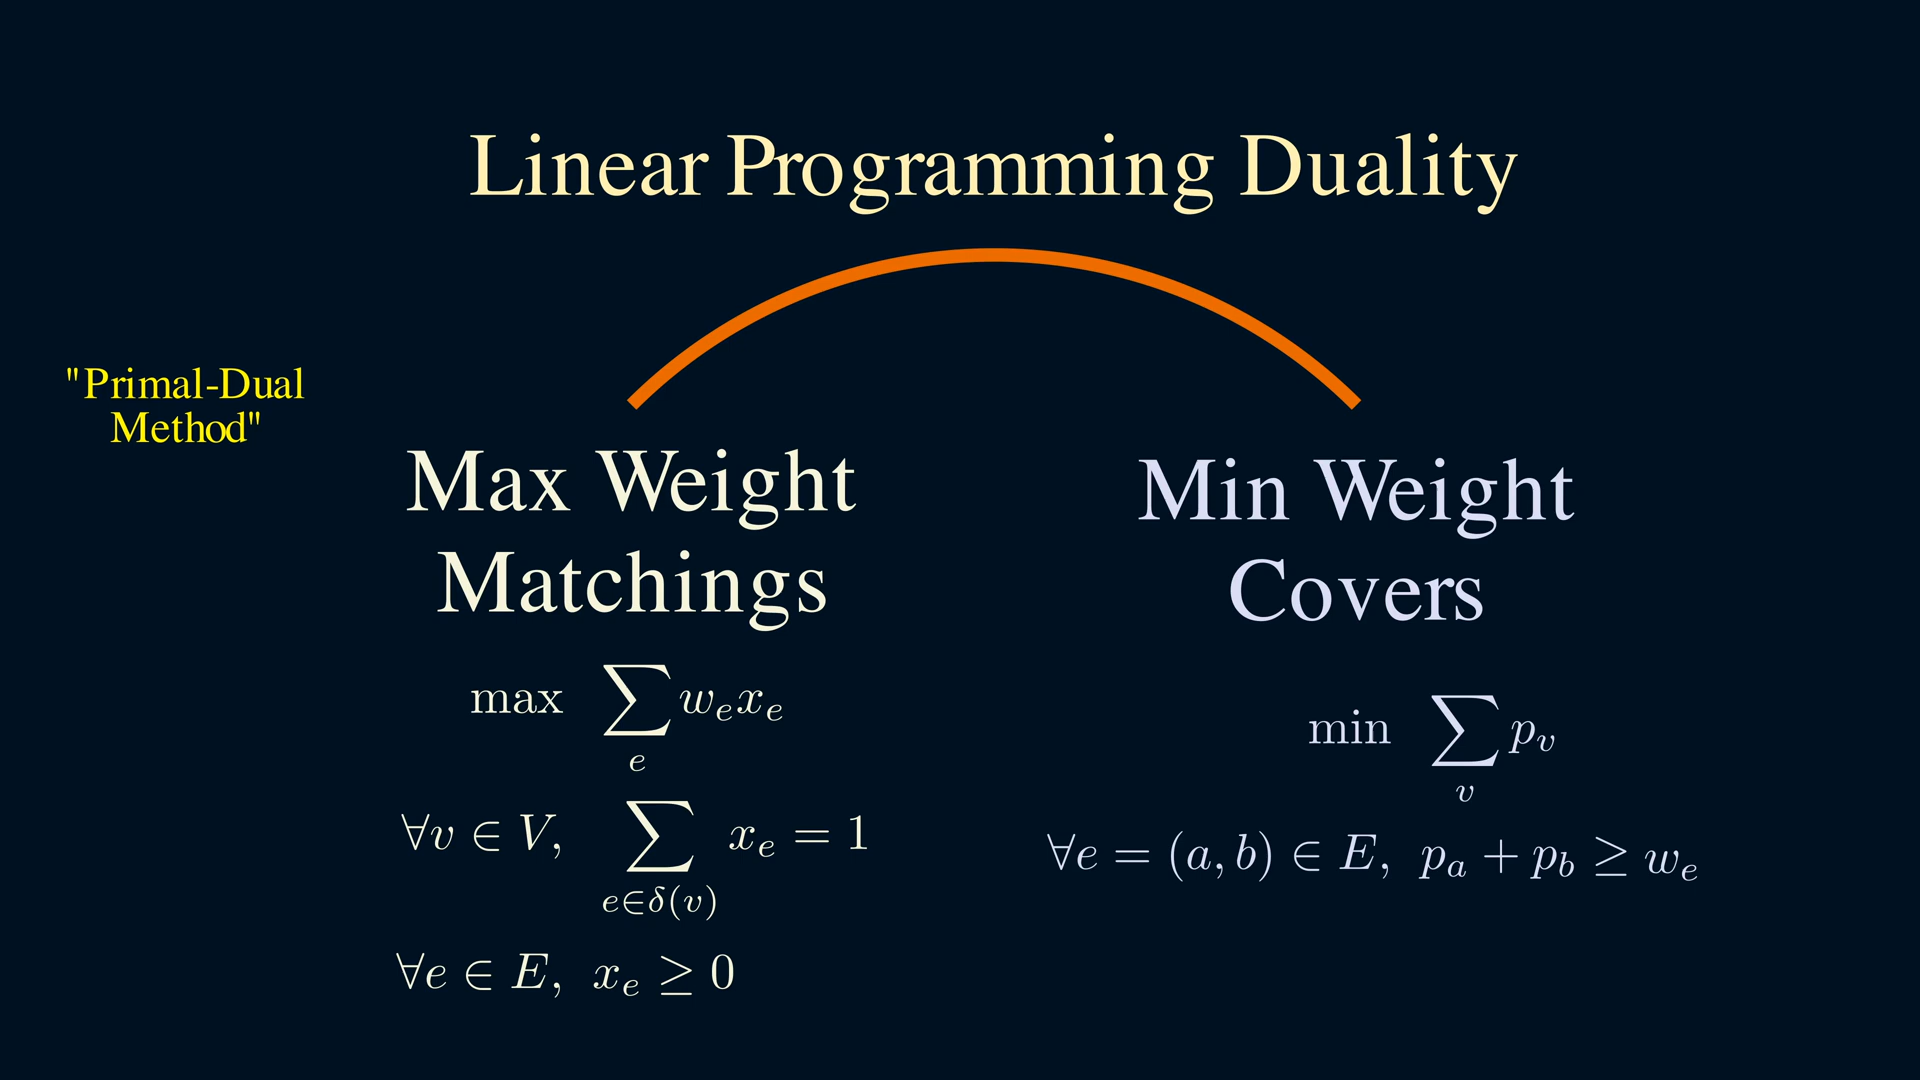 Linear Programming Duality
"Primal-Dual
Method"
Max Weight
Matchings
max ∑_e w_e x_e
∀v ∈ V, ∑_{e∈δ(v)} x_e = 1
∀e ∈ E, x_e ≥ 0
Min Weight
Covers
min ∑_v p_v
∀e = (a, b) ∈ E, p_a + p_b ≥ w_e